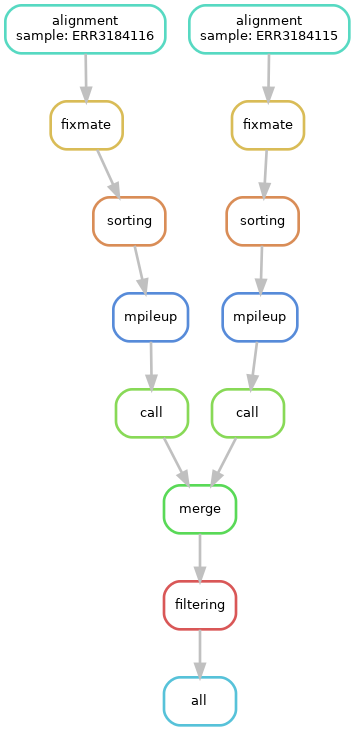 alignment
sample: ERR3184116
alignment
sample: ERR3184115
fixmate
fixmate
sorting
sorting
mpileup
mpileup
call
call
merge
filtering
all